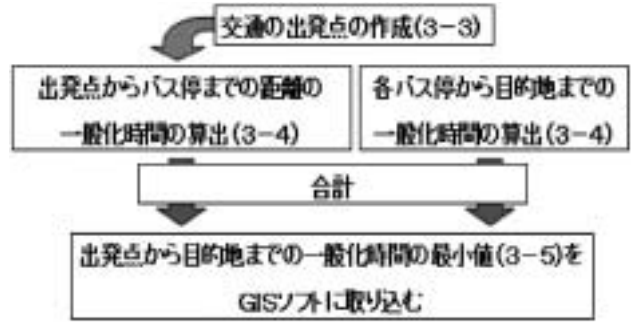 交通の出発点の作成(3-3)
出発点からバス停までの距離の
一般化時間の算出(3-4)
各バス停から目的地までの
一般化時間の算出(3-4)
合計
出発点から目的地までの一般化時間の最小値(3-5)を
GISソフトに取り込む